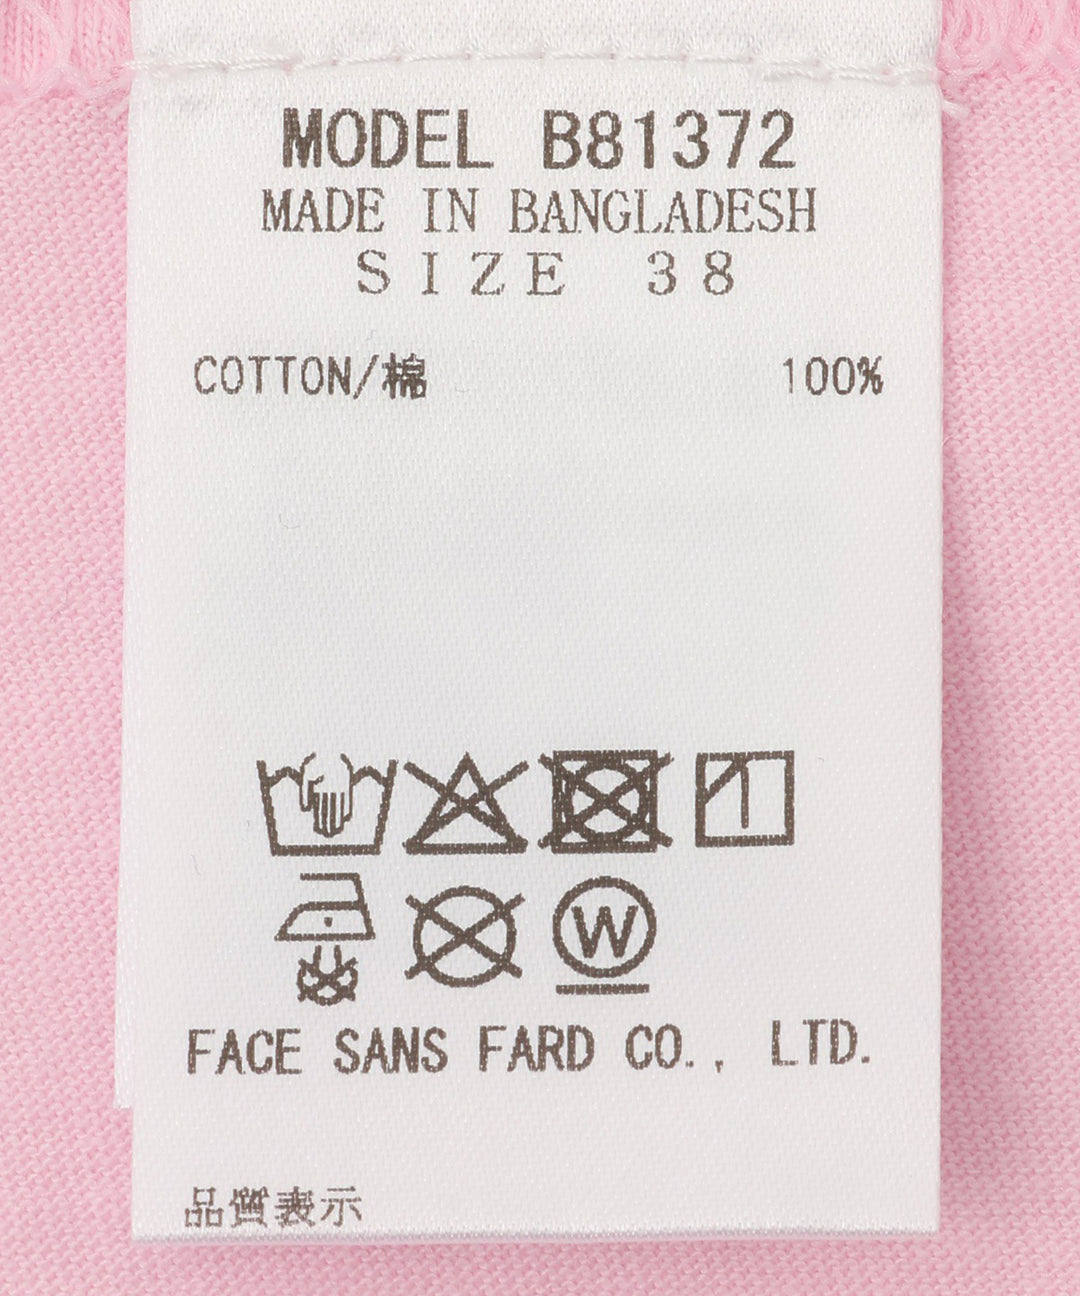 MODEL B81372
MADE IN BANGLADESH
SIZE 38
COTTON/棉 100%
W
FACE SANS FARD CO., LTD.
品質表示